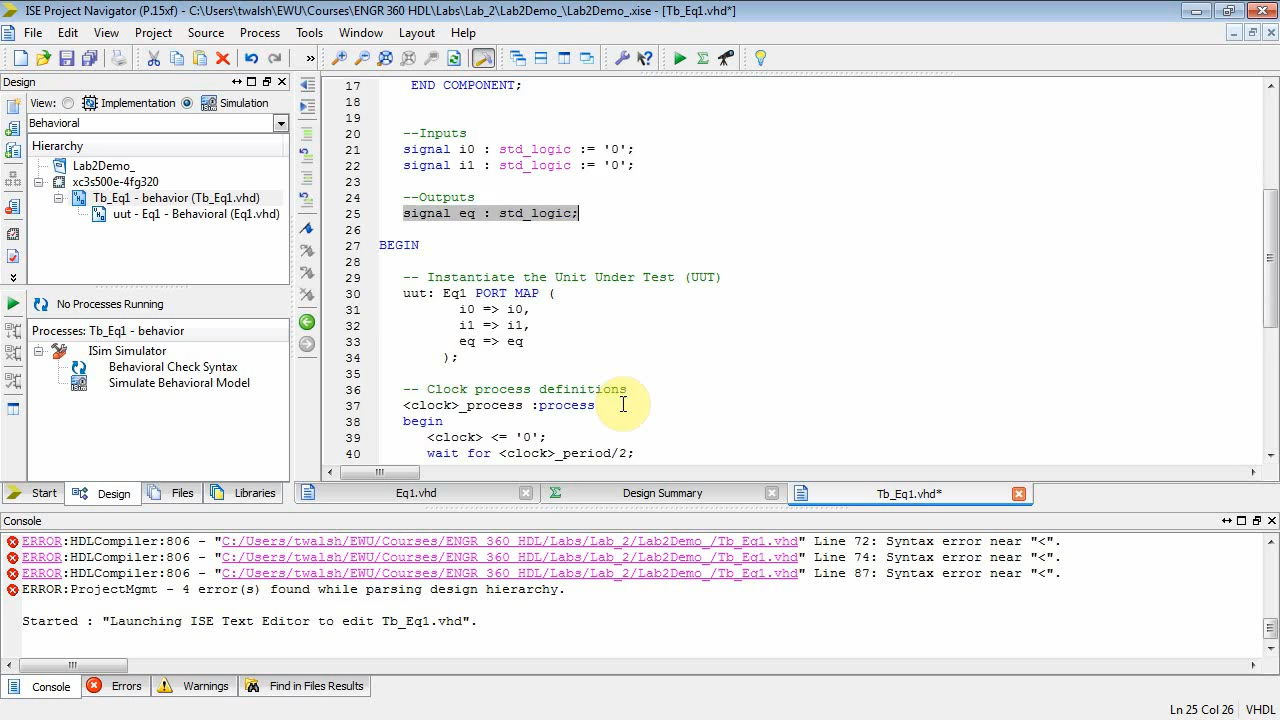 ISE Project Navigator (P.15xf) - C:\Users\twalsh\EWU\Courses\ENGR 360 HDL\Labs\Lab_2\Lab2Demo_\Lab2Demo_.xise - [Tb_Eq1.vhd*]
File Edit View Project Source Process Tools Window Layout Help
»
Design
View: Implementation Simulation
Behavioral
Hierarchy
Lab2Demo_
xc3s500e-4fg320
Tb_Eq1 - behavior (Tb_Eq1.vhd)
uut - Eq1 - Behavioral (Eq1.vhd)
No Processes Running
Processes: Tb_Eq1 - behavior
ISim Simulator
Behavioral Check Syntax
Simulate Behavioral Model
Start Design Files Libraries
17 END COMPONENT;
18
19
20 --Inputs
21 signal i0 : std_logic := '0';
22 signal i1 : std_logic := '0';
23
24 --Outputs
25 signal eq : std_logic;
26
27 BEGIN
28
29 -- Instantiate the Unit Under Test (UUT)
30 uut: Eq1 PORT MAP (
31 i0 => i0,
32 i1 => i1,
33 eq => eq
34 );
35
36 -- Clock process definitions
37 <clock>_process :process
38 begin
39 <clock> <= '0';
40 wait for <clock>_period/2;
Eq1.vhd Design Summary Tb_Eq1.vhd*
Console
ERROR:HDLCompiler:806 - "C:/Users/twalsh/EWU/Courses/ENGR 360 HDL/Labs/Lab_2/Lab2Demo_/Tb_Eq1.vhd" Line 72: Syntax error near "<".
ERROR:HDLCompiler:806 - "C:/Users/twalsh/EWU/Courses/ENGR 360 HDL/Labs/Lab_2/Lab2Demo_/Tb_Eq1.vhd" Line 74: Syntax error near "<".
ERROR:HDLCompiler:806 - "C:/Users/twalsh/EWU/Courses/ENGR 360 HDL/Labs/Lab_2/Lab2Demo_/Tb_Eq1.vhd" Line 87: Syntax error near "<".
ERROR:ProjectMgmt - 4 error(s) found while parsing design hierarchy.
Started : "Launching ISE Text Editor to edit Tb_Eq1.vhd".
Console Errors Warnings Find in Files Results
Ln 25 Col 26 VHDL